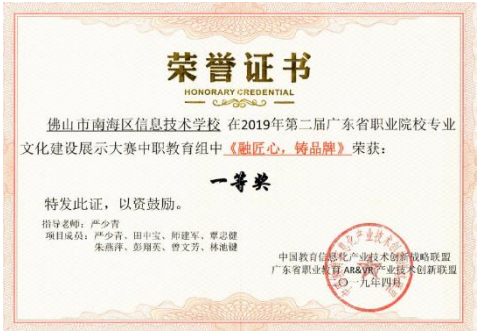 荣誉证书
HONORARY CREDENTIAL
佛山市南海区信息技术学校 在2019年第二届广东省职业院校专业
文化建设展示大赛中职教育组中《融匠心，铸品牌》荣获：
一等奖
特发此证，以资鼓励。
指导老师：严少青
项目成员：严少青、田中宝、师建军、覃忠健
朱燕萍、彭翔英、曾文芳、林池键
中国教育信息化产业技术创新战略联盟
广东省职业教育AR&VR产业技术创新联盟
二〇一九年四月